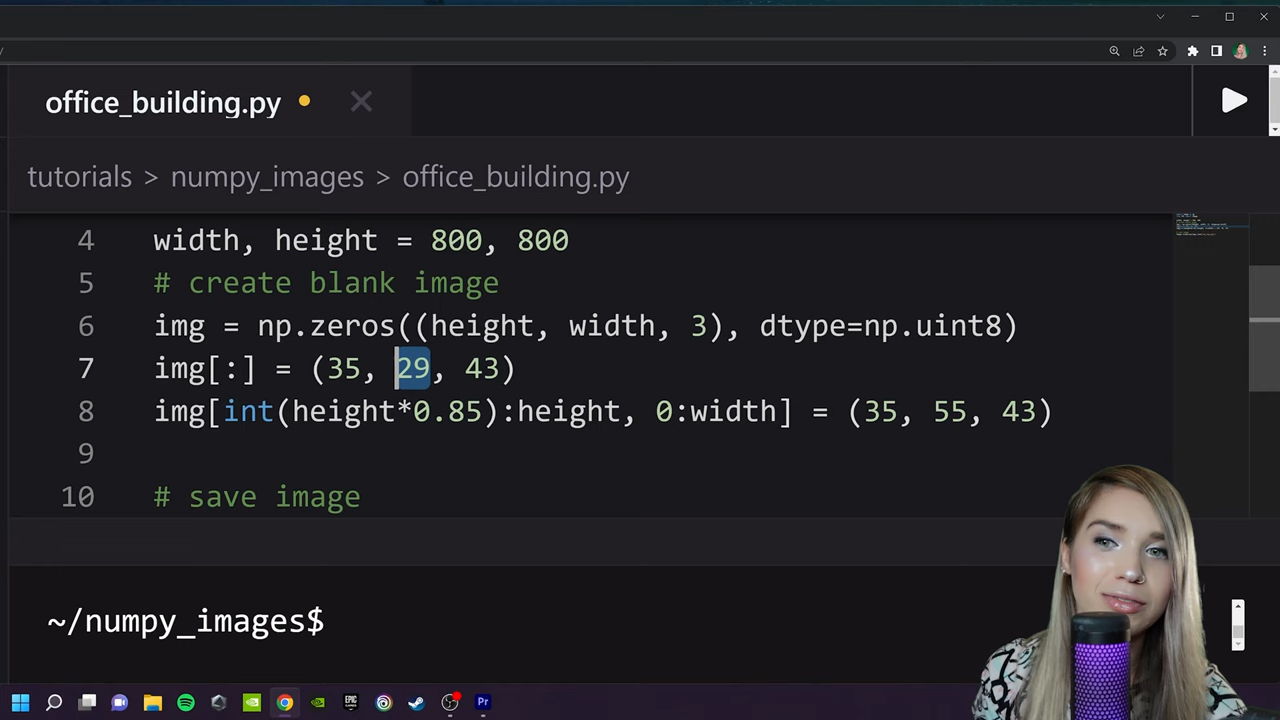 office_building.py
tutorials > numpy_images > office_building.py
4 width, height = 800, 800
5 # create blank image
6 img = np.zeros((height, width, 3), dtype=np.uint8)
7 img[:] = (35, 29, 43)
8 img[int(height*0.85):height, 0:width] = (35, 55, 43)
9
10 # save image
~/numpy_images$
EPIC
Pr